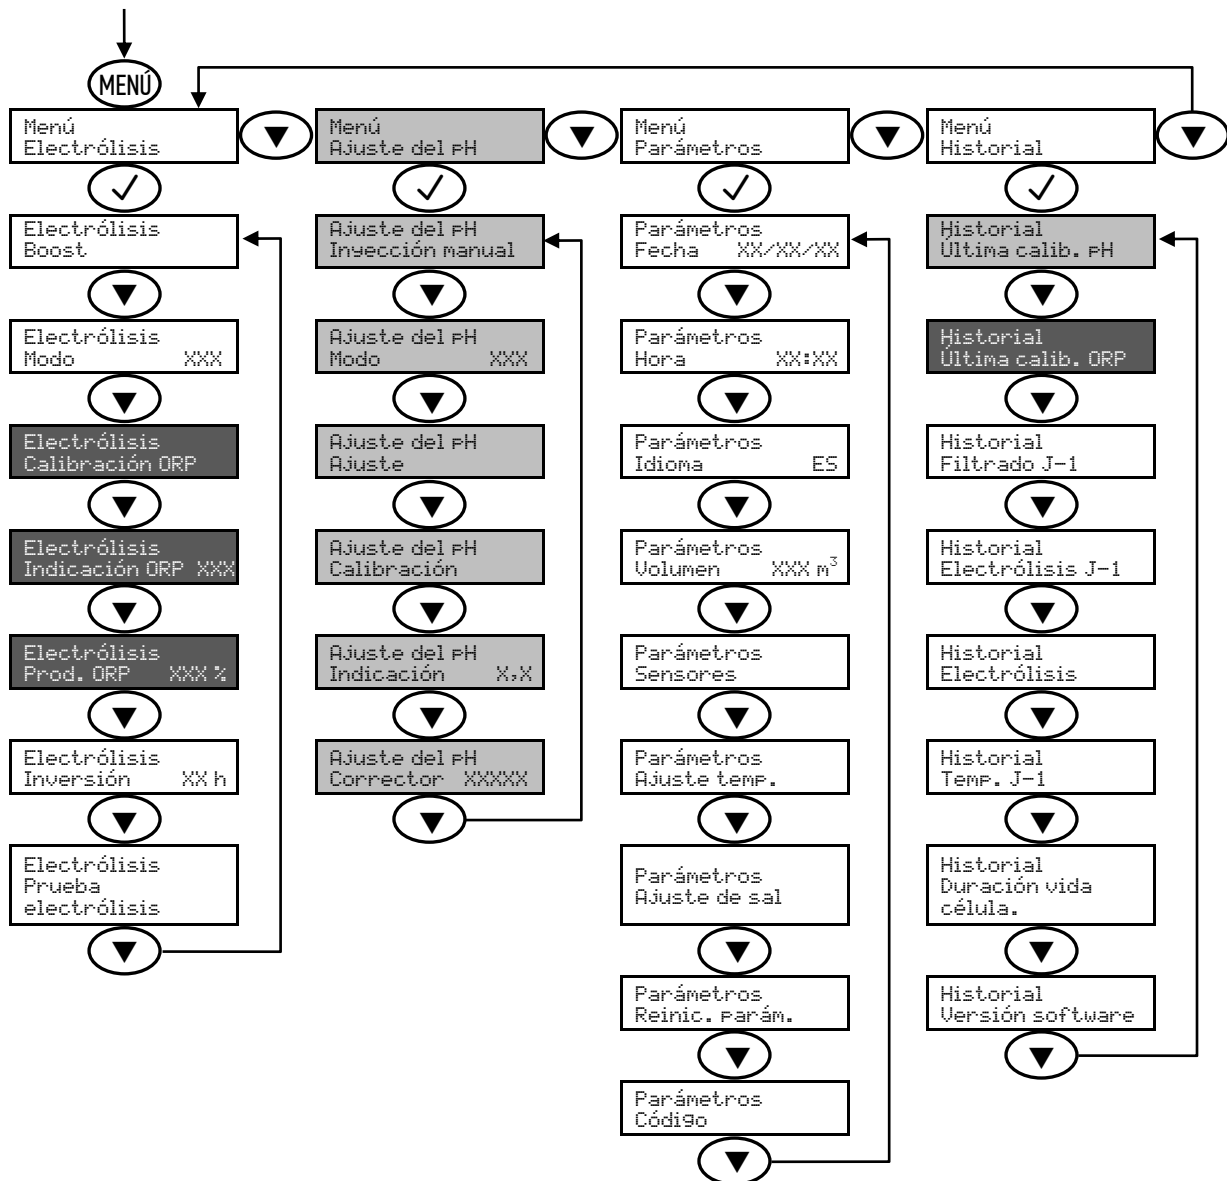 MENÚ
Menú
Electrólisis
Electrólisis
Boost
Electrólisis
Modo XXX
Electrólisis
Calibración ORP
Electrólisis
Indicación ORP XXX
Electrólisis
Prod. ORP XXX %
Electrólisis
Inversión XX h
Electrólisis
Prueba
electrólisis
Menú
Ajuste del pH
Ajuste del pH
Inyección manual
Ajuste del pH
Modo XXX
Ajuste del pH
Ajuste
Ajuste del pH
Calibración
Ajuste del pH
Indicación X,X
Ajuste del pH
Corrector XXXXX
Menú
Parámetros
Parámetros
Fecha XX/XX/XX
Parámetros
Hora XX:XX
Parámetros
Idioma ES
Parámetros
Volumen XXX m³
Parámetros
Sensores
Parámetros
Ajuste temp.
Parámetros
Ajuste de sal
Parámetros
Reinic. parám.
Parámetros
Código
Menú
Historial
Historial
Última calib. pH
Historial
Última calib. ORP
Historial
Filtrado J-1
Historial
Electrólisis J-1
Historial
Electrólisis
Historial
Temp. J-1
Historial
Duración vida
célula.
Historial
Versión software